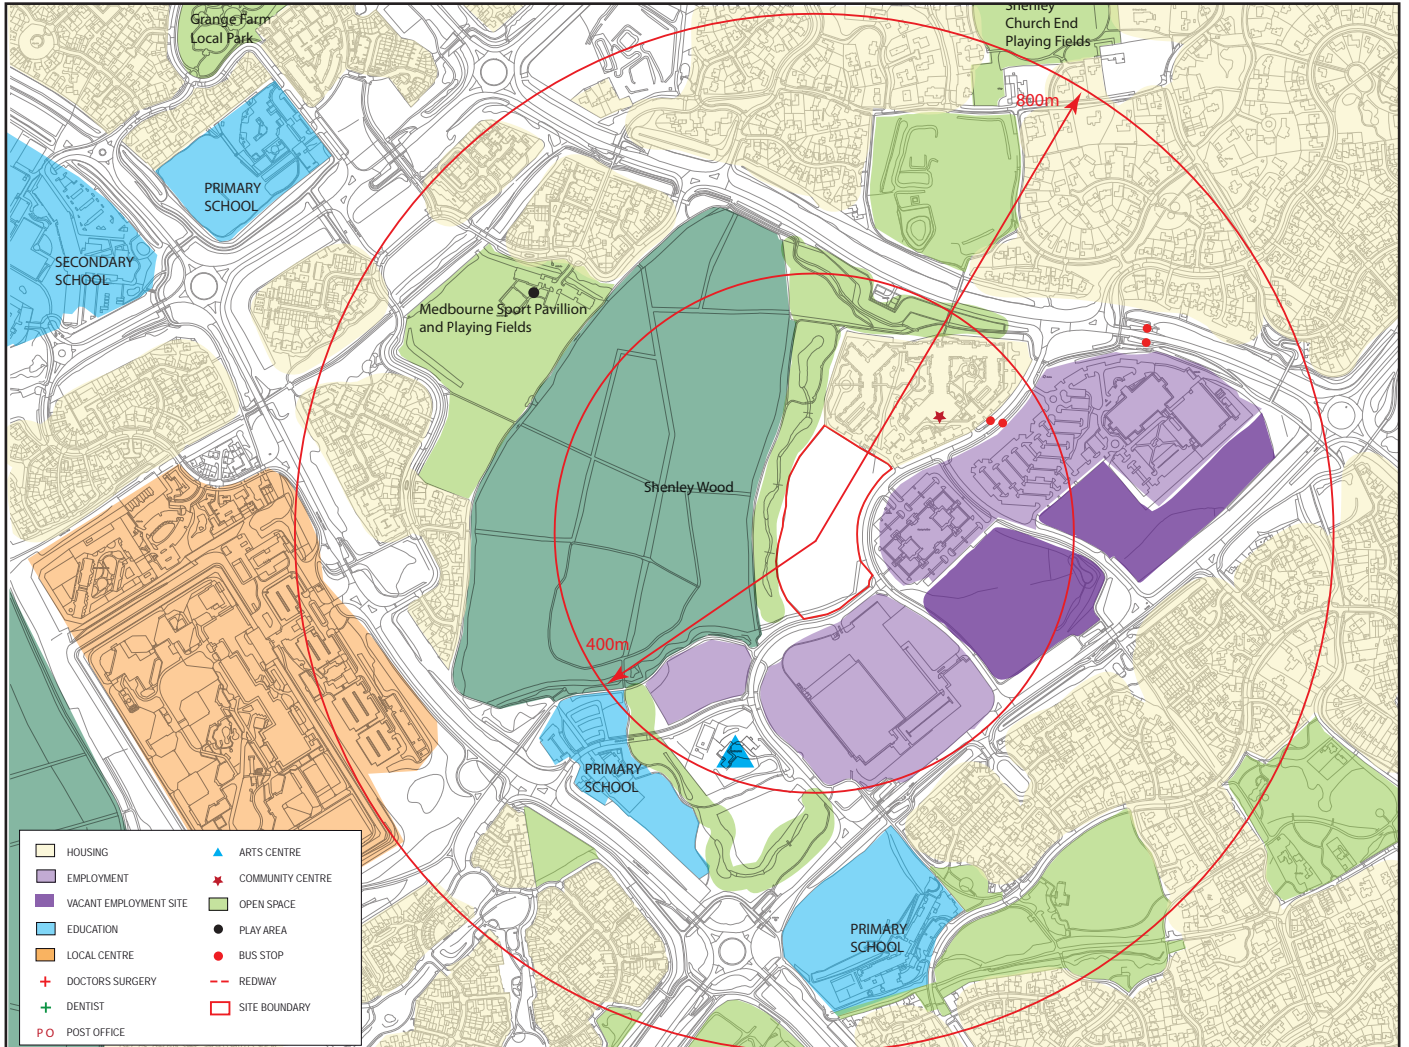 Grange Farm
Local Park
Shenley
Church End
Playing Fields
800m
PRIMARY
SCHOOL
SECONDARY
SCHOOL
Medbourne Sport Pavillion
and Playing Fields
Shenley Wood
400m
PRIMARY
SCHOOL
PRIMARY
SCHOOL
HOUSING
EMPLOYMENT
VACANT EMPLOYMENT SITE
EDUCATION
LOCAL CENTRE
DOCTORS SURGERY
DENTIST
P O POST OFFICE
ARTS CENTRE
COMMUNITY CENTRE
OPEN SPACE
PLAY AREA
BUS STOP
REDWAY
SITE BOUNDARY